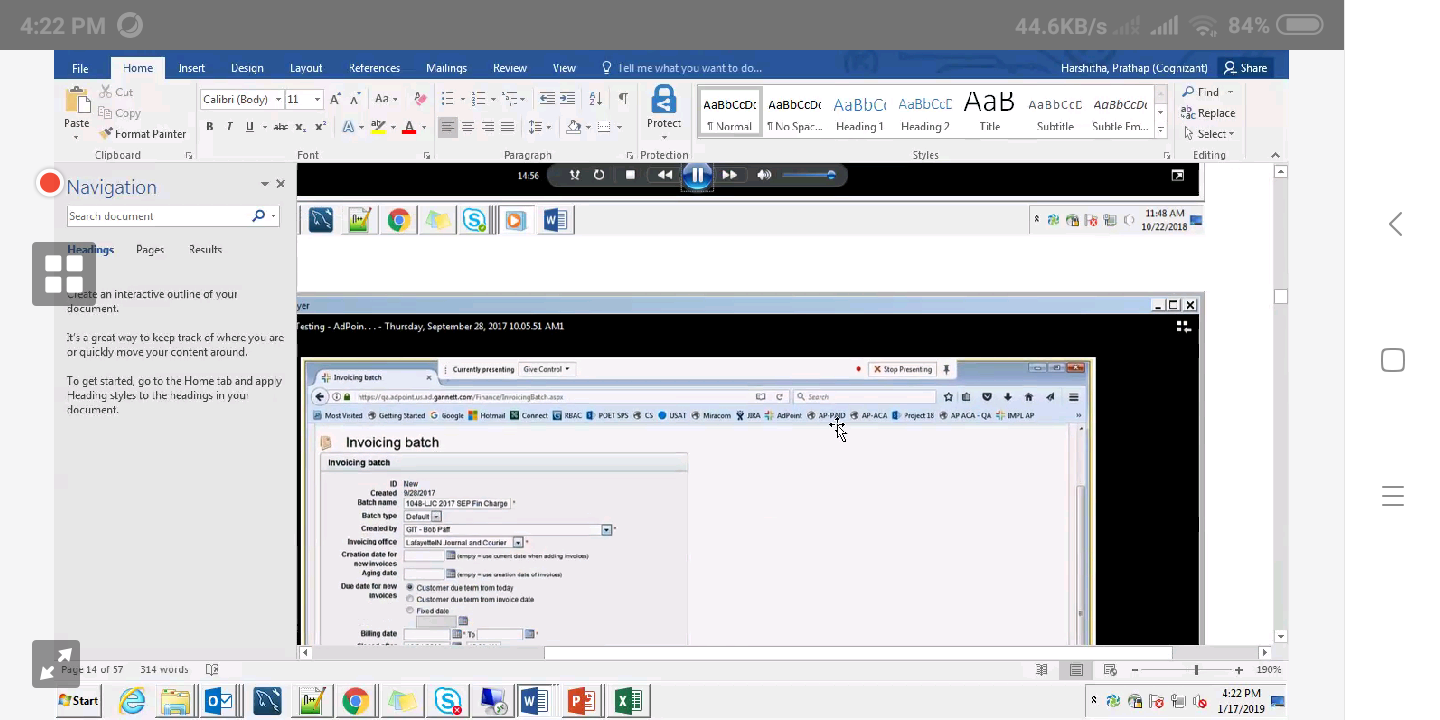 4:22 PM
44.6KB/s 84%
File Home Insert Design Layout References Mailings Review View Tell me what you want to do... Harshitha, Prathap (Cognizant) Share
Cut
Copy
Format Painter
Paste
Calibri (Body) 11
AaBbCcDc AaBbCcDc AaBbCc AaBbCcE AaB AaBbCcD AaBbCcDc
¶ Normal ¶ No Spac... Heading 1 Heading 2 Title Subtitle Subtle Em...
Protect
Find
Replace
Select
Clipboard Font Paragraph Protection Styles Editing
Navigation
Search document
Headings Pages Results
Create an interactive outline of your
document.
It's a great way to keep track of where you are
or quickly move your content around.
To get started, go to the Home tab and apply
Heading styles to the headings in your
document.
14:56
11:48 AM
10/22/2018
yer
Testing - AdPoin... - Thursday, September 28, 2017 10.05.51 AM1
Invoicing batch
Currently presenting Give Control Stop Presenting
https://qa.adpoint.us.ad.gannett.com/Finance/InvoicingBatch.aspx Search
Most Visited Getting Started Google Hotmail Connect RBAC POET SPS CS USAT Miracom JIRA AdPoint AP-PROD AP-ACA Project 18 AP ACA - QA IMPL AP
Invoicing batch
Invoicing batch
ID New
Created 9/28/2017
Batch name 1048-LJC 2017 SEP Fin Charge *
Batch type Default
Created by GIT - Bob Paff *
Invoicing office LafayetteIN Journal and Courier *
Creation date for new invoices (empty = use current date when adding invoices)
Aging date (empty = use creation date of invoices)
Due date for new invoices Customer due term from today
Customer due term from invoice date
Fixed date
Billing date * To *
Page 14 of 57 314 words 190%
Start
4:22 PM
1/17/2019